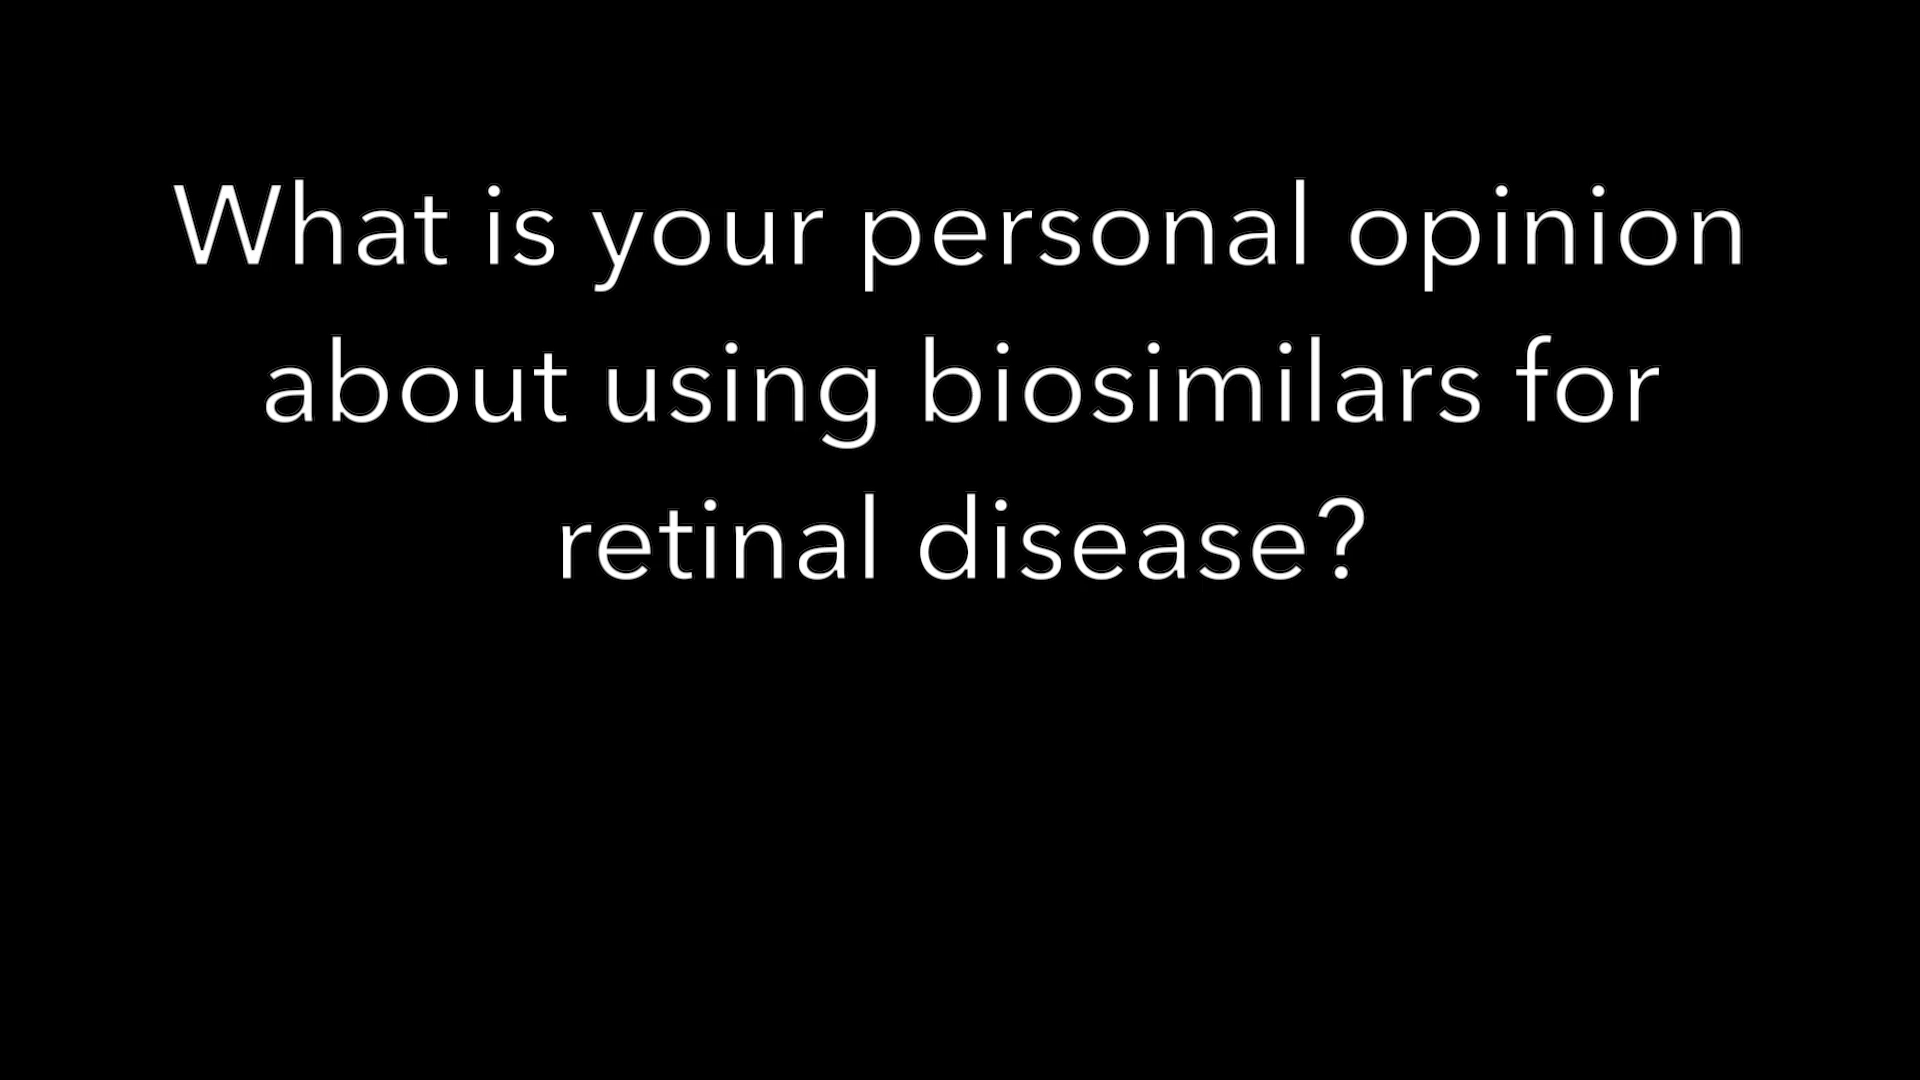 What is your personal opinion
about using biosimilars for
retinal disease?